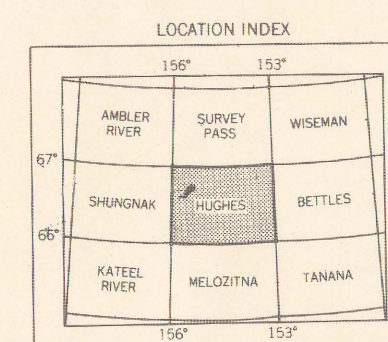 LOCATION INDEX
156° 153°
AMBLER RIVER
SURVEY PASS
WISEMAN
67°
SHUNGNAK
HUGHES
BETTLES
66°
KATEEL RIVER
MELOZITNA
TANANA
156° 153°